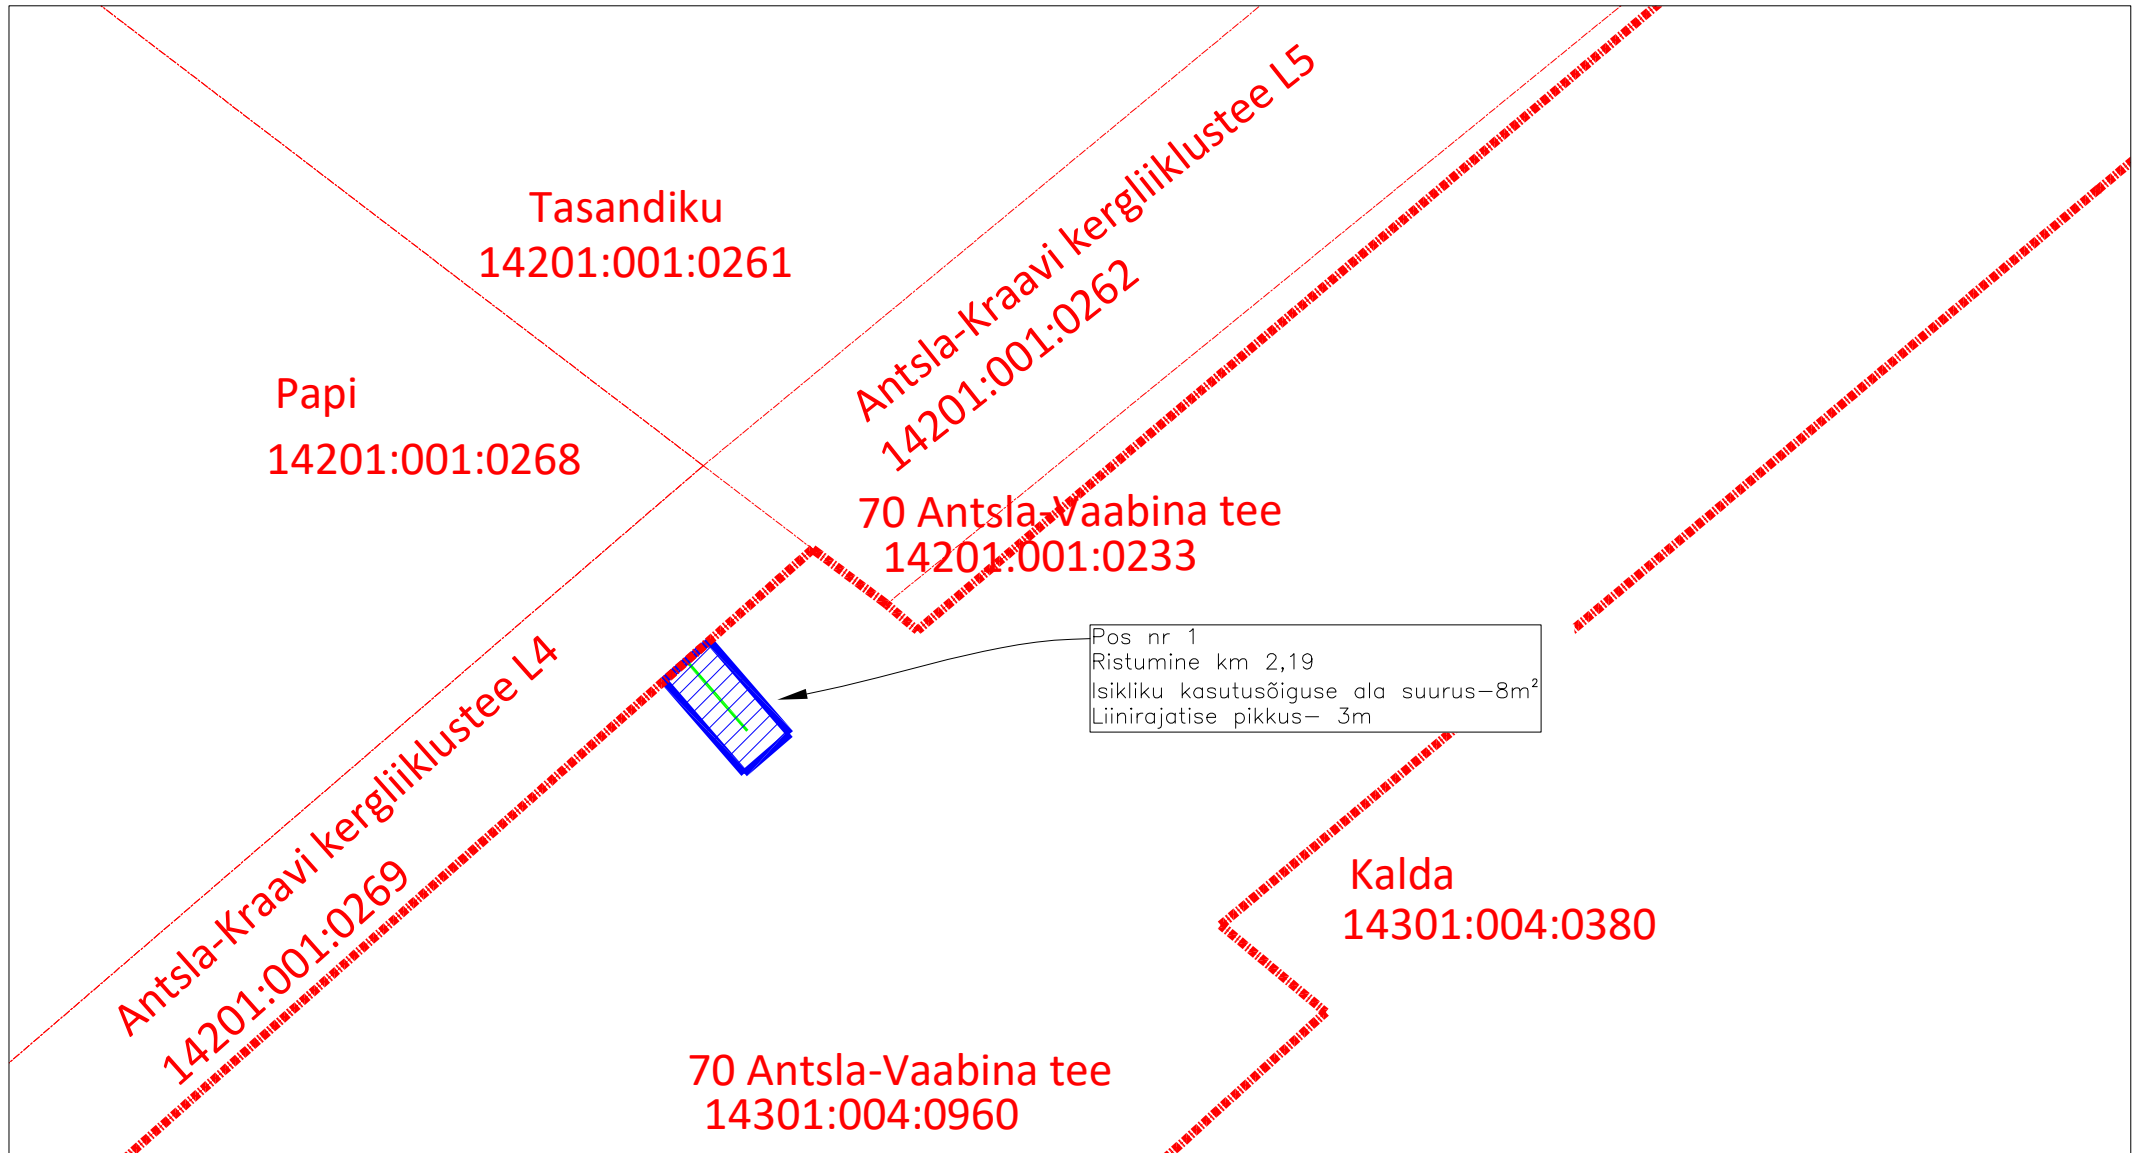 Tasandiku
14201:001:0261
Antsla-Kraavi kergliiklustee L5
14201:001:0262
Papi
14201:001:0268
70 Antsla-Vaabina tee
14201:001:0233
Pos nr 1
Ristumine km 2,19
Isikliku kasutusõiguse ala suurus-8m²
Liinirajatise pikkus- 3m
Antsla-Kraavi kergliiklustee L4
14201:001:0269
Kalda
14301:004:0380
70 Antsla-Vaabina tee
14301:004:0960